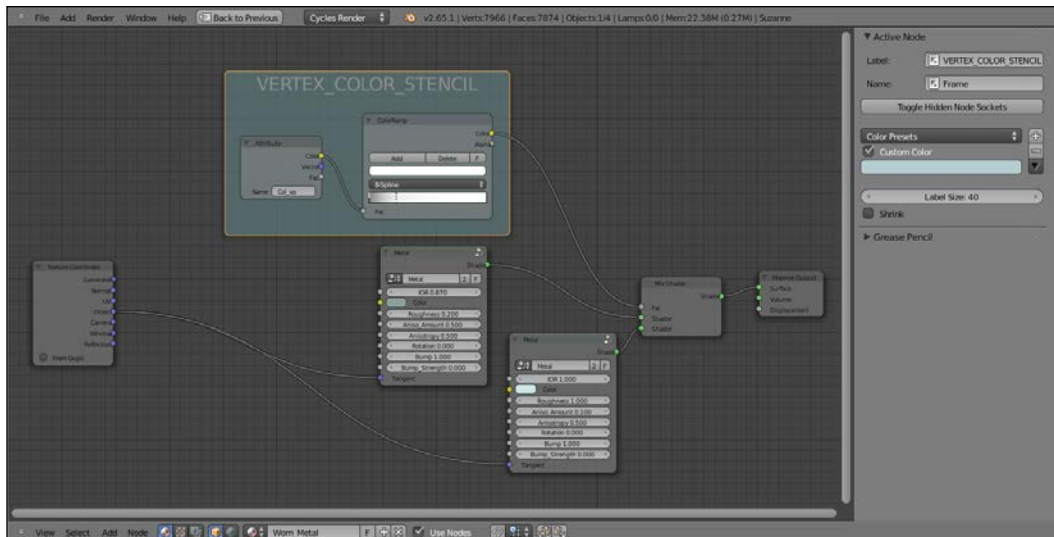 File Add Render Window Help Back to Previous Cycles Render v2.65.1 | Verts:7966 | Faces:7874 | Objects:1/4 | Lamps:0/0 | Mem:22.38M (0.27M) | Suzanne
VERTEX_COLOR_STENCIL
Attribute
Color
Vector
Fac
Name: Col_vp
ColorRamp
Color
Alpha
Add Delete F
B-Spline
Fac
Texture Coordinate
Generated
Normal
UV
Object
Camera
Window
Reflection
From Dupli
Metal
Shader
Metal 2 F
IOR 0.870
Color
Roughness 0.200
Aniso_Amount 0.500
Anisotropy 0.500
Rotation 0.000
Bump 1.000
Bump_Strength 0.000
Tangent
Metal
Shader
Metal 2 F
IOR 1.000
Color
Roughness 1.000
Aniso_Amount 0.100
Anisotropy 0.500
Rotation 0.000
Bump 1.000
Bump_Strength 0.000
Tangent
Mix Shader
Shader
Fac
Shader
Shader
Material Output
Surface
Volume
Displacement
Active Node
Label: VERTEX_COLOR_STENCIL
Name: Frame
Toggle Hidden Node Sockets
Color Presets
Custom Color
Label Size: 40
Shrink
Grease Pencil
View Select Add Node Worn Metal F Use Nodes